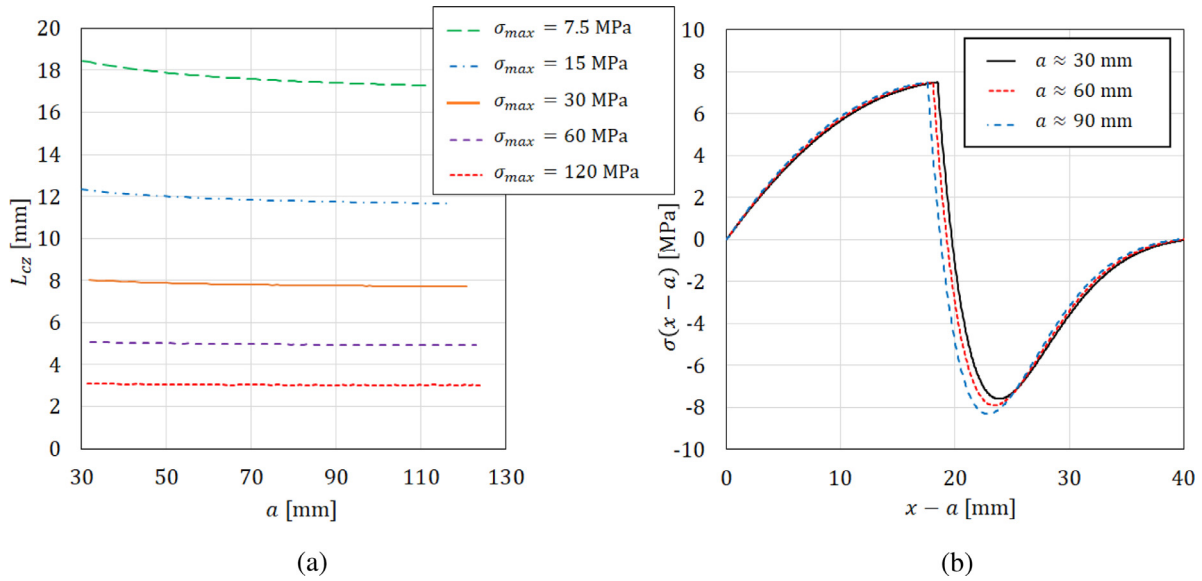 20
18
16
14
12
10
8
6
4
2
0
30
50
70
90
110
130
L_cz [mm]
a [mm]
σ_max = 7.5 MPa
σ_max = 15 MPa
σ_max = 30 MPa
σ_max = 60 MPa
σ_max = 120 MPa
(a)
10
8
6
4
2
0
-2
-4
-6
-8
-10
0
10
20
30
40
σ(x − a) [MPa]
x − a [mm]
a ≈ 30 mm
a ≈ 60 mm
a ≈ 90 mm
(b)